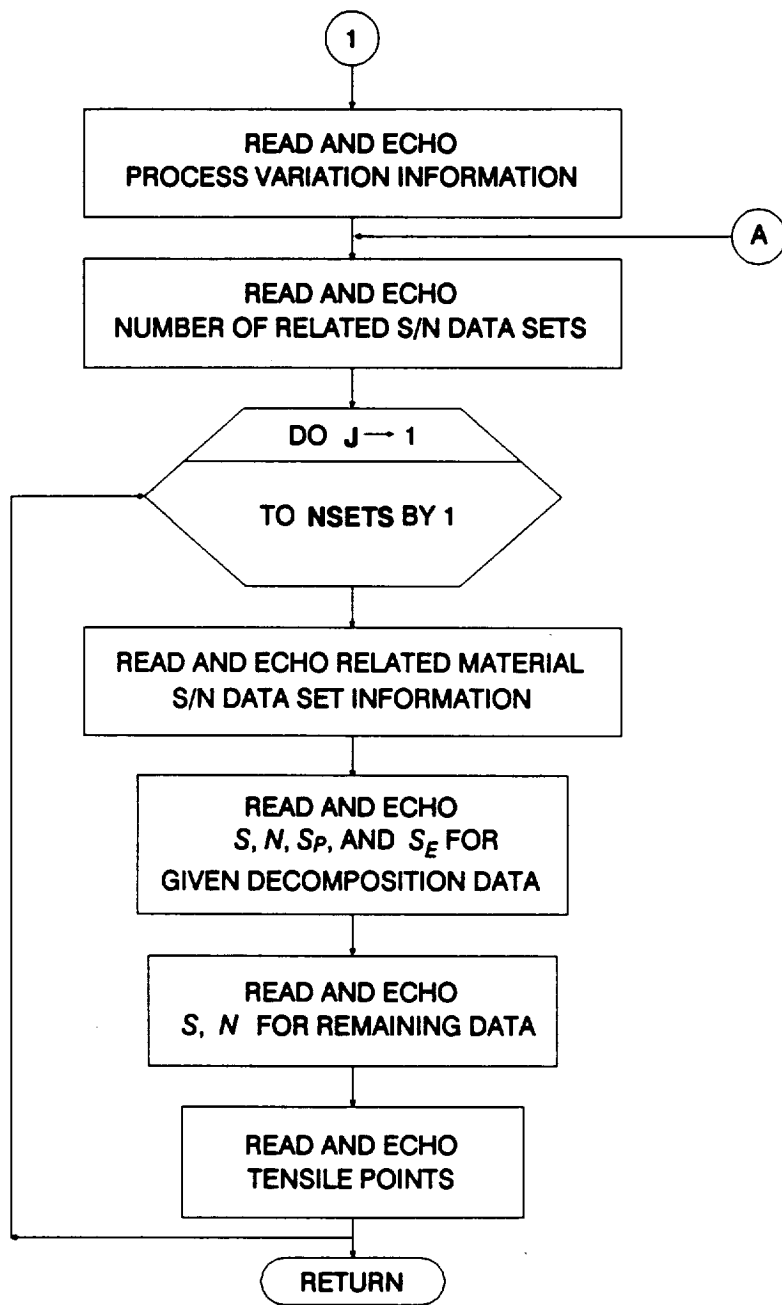 1
READ AND ECHO
PROCESS VARIATION INFORMATION
A
READ AND ECHO
NUMBER OF RELATED S/N DATA SETS
DO J → 1
TO NSETS BY 1
READ AND ECHO RELATED MATERIAL
S/N DATA SET INFORMATION
READ AND ECHO
S, N, SP, AND SE FOR
GIVEN DECOMPOSITION DATA
READ AND ECHO
S, N FOR REMAINING DATA
READ AND ECHO
TENSILE POINTS
RETURN